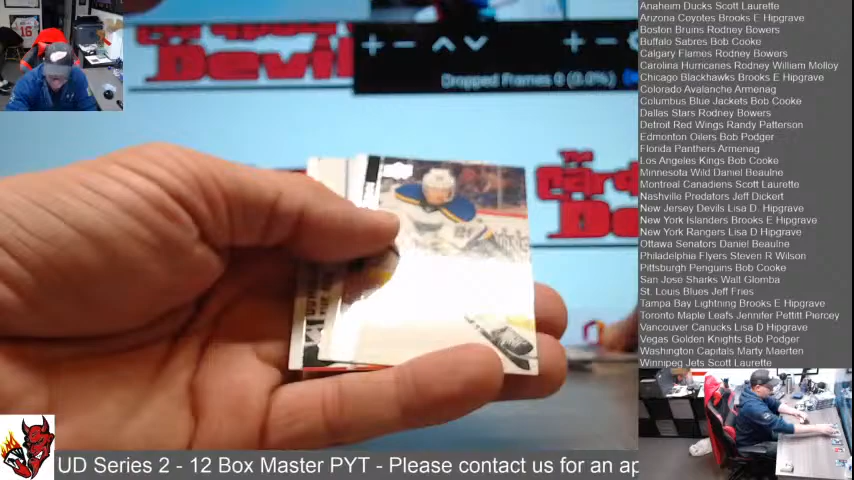 Dropped Frames 0 (0.0%)
The
Devil
Anaheim Ducks Scott Laurette
Arizona Coyotes Brooks E Hipgrave
Boston Bruins Rodney Bowers
Buffalo Sabres Bob Cooke
Calgary Flames Rodney Bowers
Carolina Hurricanes Rodney William Molloy
Chicago Blackhawks Brooks E Hipgrave
Colorado Avalanche Armenag
Columbus Blue Jackets Bob Cooke
Dallas Stars Rodney Bowers
Detroit Red Wings Randy Patterson
Edmonton Oilers Bob Podger
Florida Panthers Armenag
Los Angeles Kings Bob Cooke
Minnesota Wild Daniel Beaulne
Montreal Canadiens Scott Laurette
Nashville Predators Jeff Dickert
New Jersey Devils Lisa D. Hipgrave
New York Islanders Brooks E Hipgrave
New York Rangers Lisa D Hipgrave
Ottawa Senators Daniel Beaulne
Philadelphia Flyers Steven R Wilson
Pittsburgh Penguins Bob Cooke
San Jose Sharks Walt Glomba
St. Louis Blues Jeff Fries
Tampa Bay Lightning Brooks E Hipgrave
Toronto Maple Leafs Jennifer Pettitt Piercey
Vancouver Canucks Lisa D Hipgrave
Vegas Golden Knights Bob Podger
Washington Capitals Marty Maerten
Winnipeg Jets Scott Laurette
UD Series 2 - 12 Box Master PYT - Please contact us for an ap